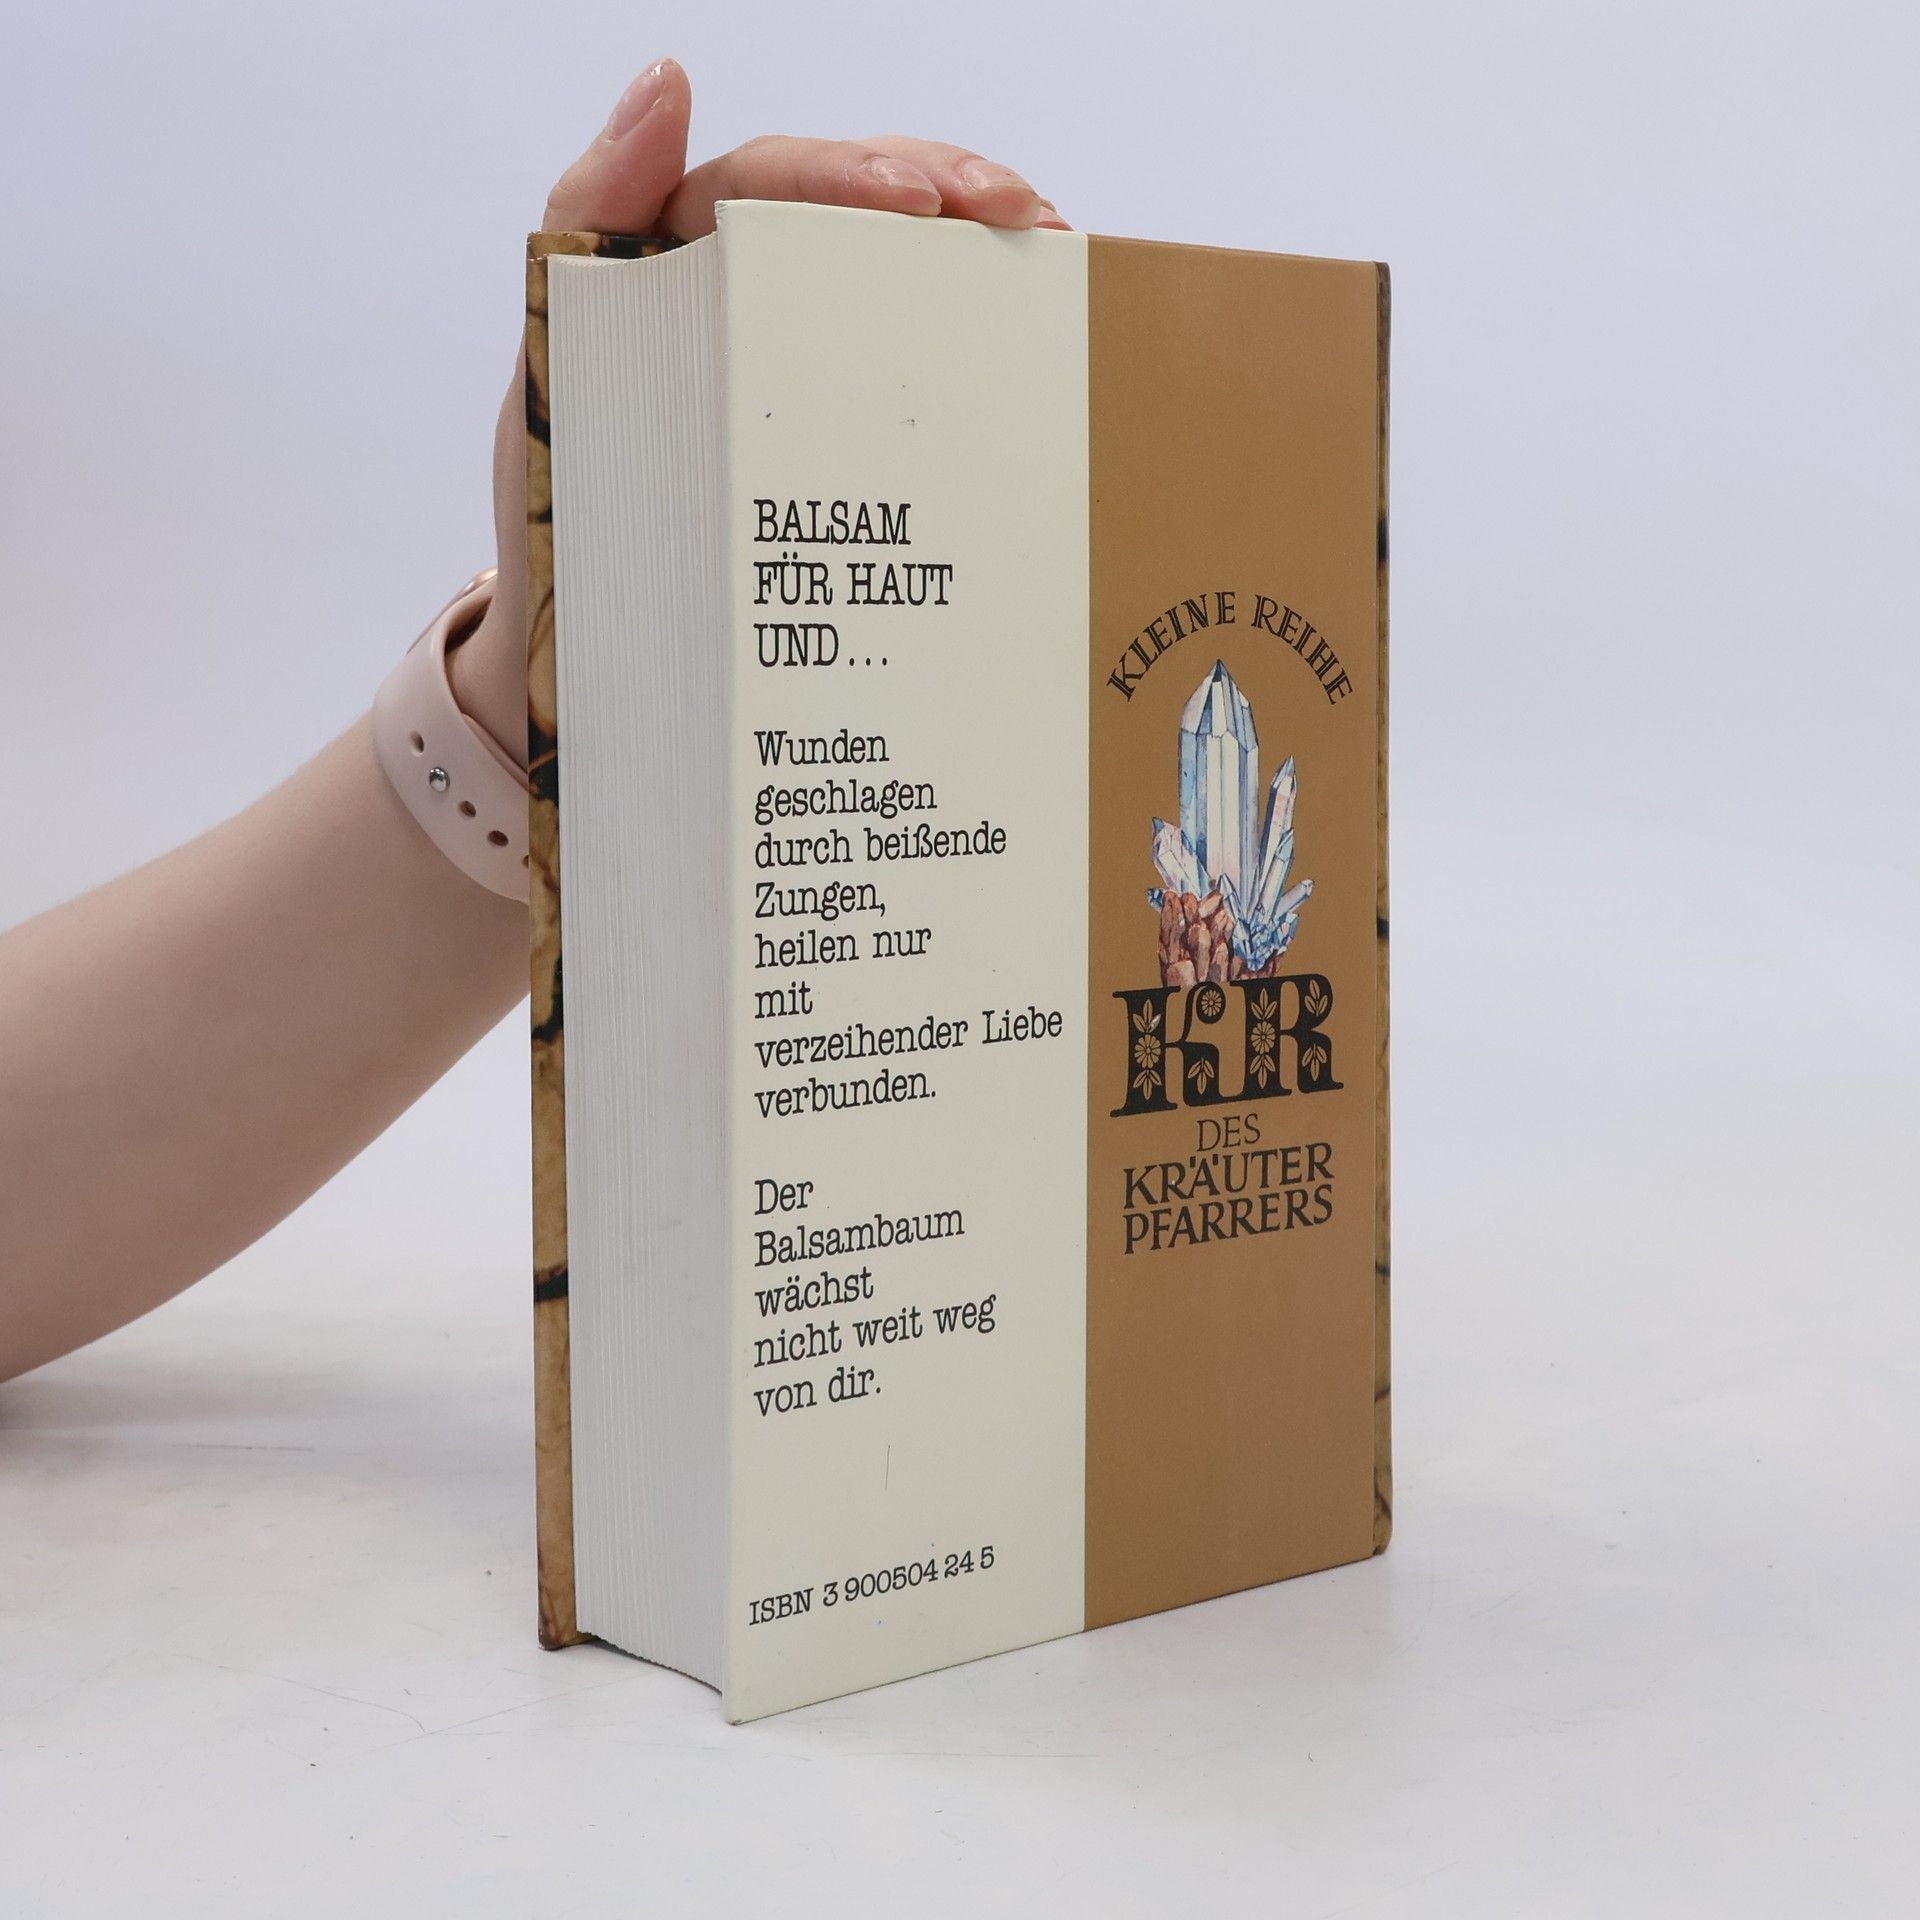 BALSAM
FÜR HAUT
UND...
Wunden
geschlagen
durch beißende
Zungen,
heilen nur
mit
verzeihender Liebe
verbunden.
Der
Balsambaum
wächst
nicht weit weg
von dir.
ISBN 3 900504 24 5
KLEINE REIHE
KR
DES
KRÄUTER
PFARRERS